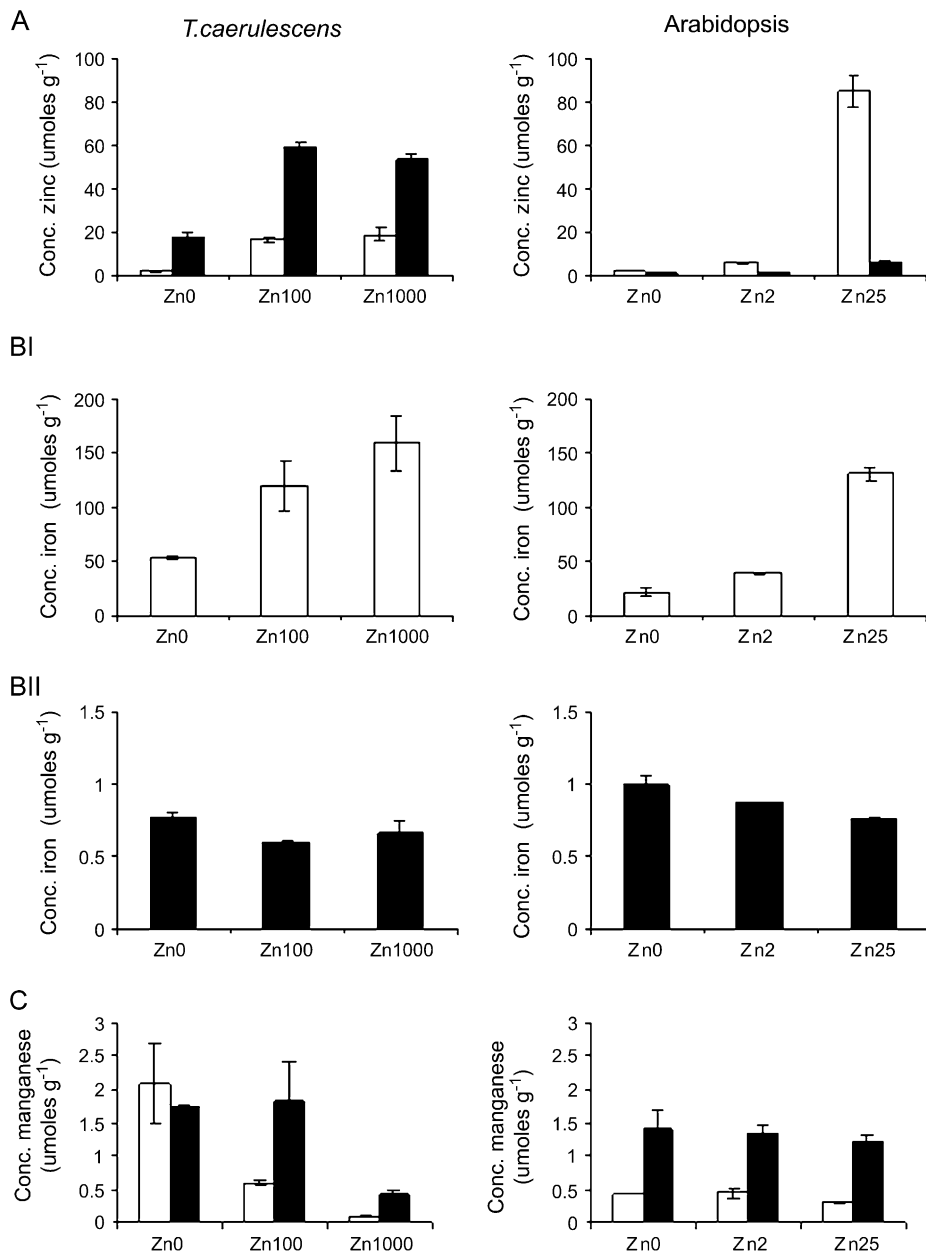 A
T.caerulescens
Arabidopsis
Conc. zinc (umoles g-1)
100
80
60
40
20
0
Zn0 Zn100 Zn1000
Conc. zinc (umoles g-1)
100
80
60
40
20
0
Zn0 Zn2 Zn25
BI
Conc. iron (umoles g-1)
200
150
100
50
0
Zn0 Zn100 Zn1000
Conc. iron (umoles g-1)
200
150
100
50
0
Zn0 Zn2 Zn25
BII
Conc. iron (umoles g-1)
1.5
1
0.5
0
Zn0 Zn100 Zn1000
Conc. iron (umoles g-1)
1.5
1
0.5
0
Zn0 Zn2 Zn25
C
Conc. manganese
(umoles g-1)
3
2.5
2
1.5
1
0.5
0
Zn0 Zn100 Zn1000
Conc. manganese
(umoles g-1)
3
2.5
2
1.5
1
0.5
0
Zn0 Zn2 Zn25